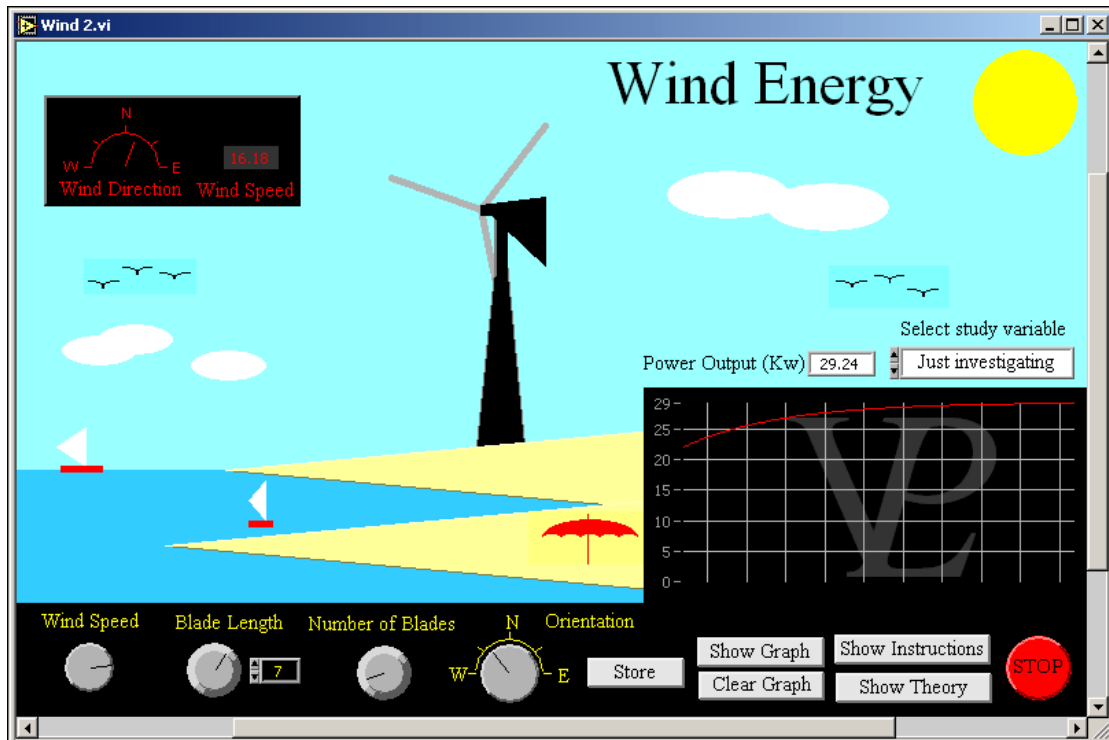 Wind 2.vi
Wind Energy
N
W E
16.18
Wind Direction Wind Speed
Select study variable
Power Output (Kw) 29.24 Just investigating
29
25
20
15
10
5
0
VPL
Wind Speed Blade Length Number of Blades N Orientation
W E
7
Store
Show Graph Show Instructions
Clear Graph Show Theory
STOP